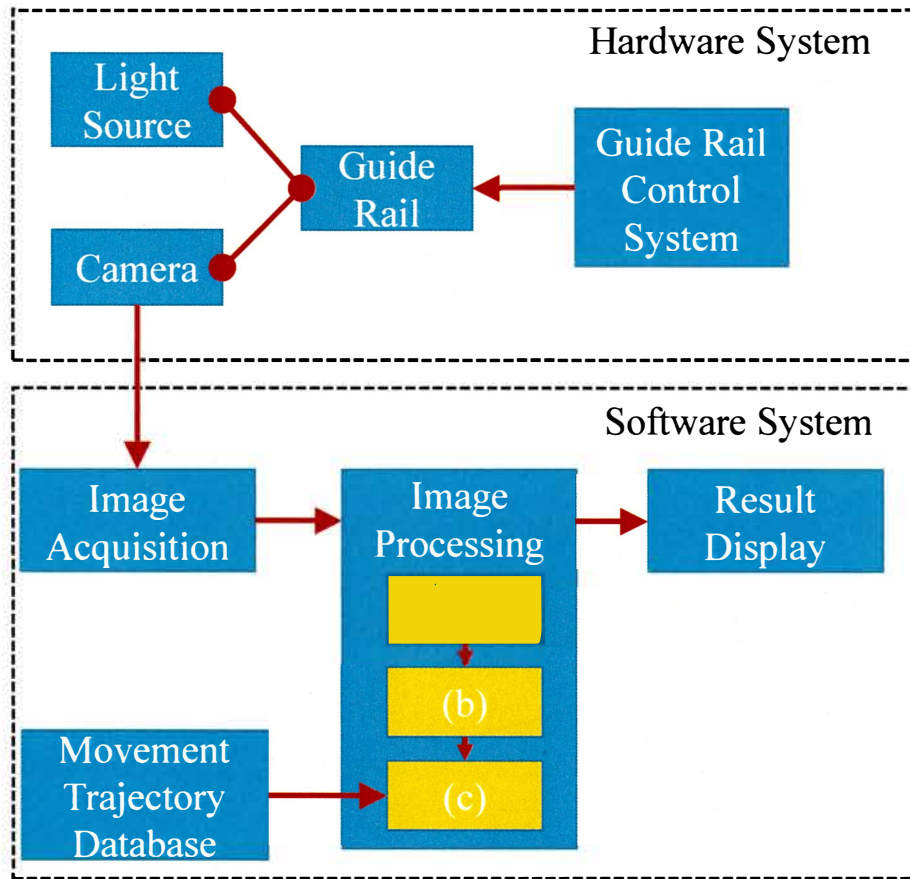 Hardware System
Light
Source
Guide
Rail
Guide Rail
Control
System
Camera
Software System
Image
Acquisition
Image
Processing
Result
Display
(b)
(c)
Movement
Trajectory
Database